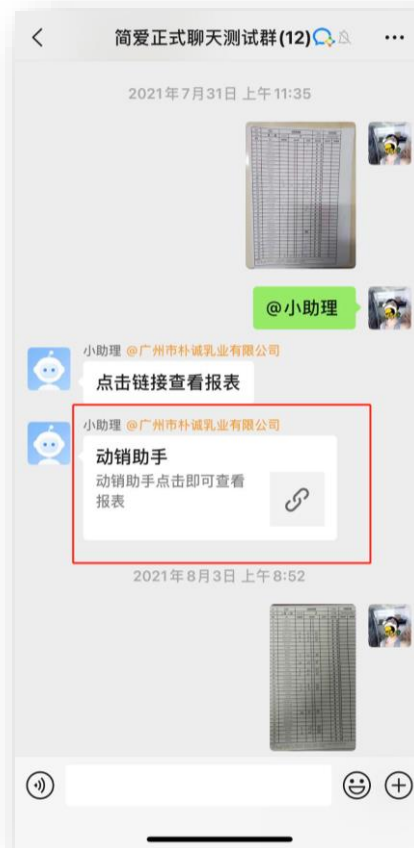 简爱正式聊天测试群(12)
2021年7月31日 上午11:35
@小助理
小助理 @广州市朴诚乳业有限公司
点击链接查看报表
小助理 @广州市朴诚乳业有限公司
动销助手
动销助手点击即可查看
报表
2021年8月3日 上午8:52